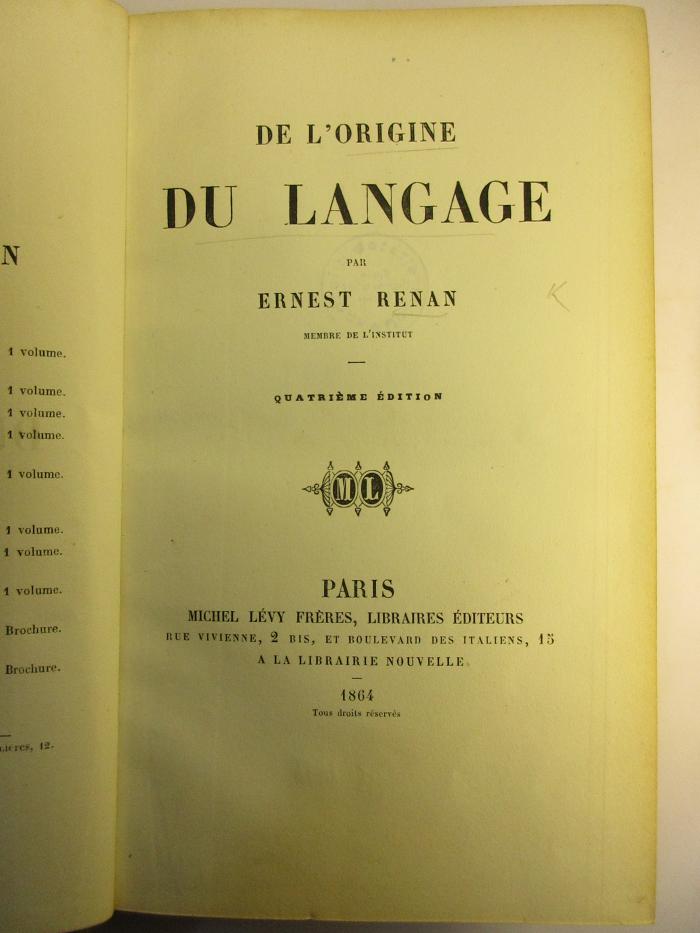 N
1 volume.
1 volume.
1 volume.
1 volume.
1 volume.
1 volume.
1 volume.
1 volume.
Brochure.
Brochure.
12.
DE L'ORIGINE
DU LANGAGE
PAR
ERNEST RENAN
K
MEMBRE DE L'INSTITUT
QUATRIÈME ÉDITION
ML
PARIS
MICHEL LÉVY FRÈRES, LIBRAIRES ÉDITEURS
RUE VIVIENNE, 2 BIS, ET BOULEVARD DES ITALIENS, 15
A LA LIBRAIRIE NOUVELLE
1864
Tous droits réservés